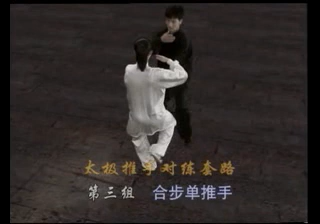 太极推手对练套路
第三组 合步单推手